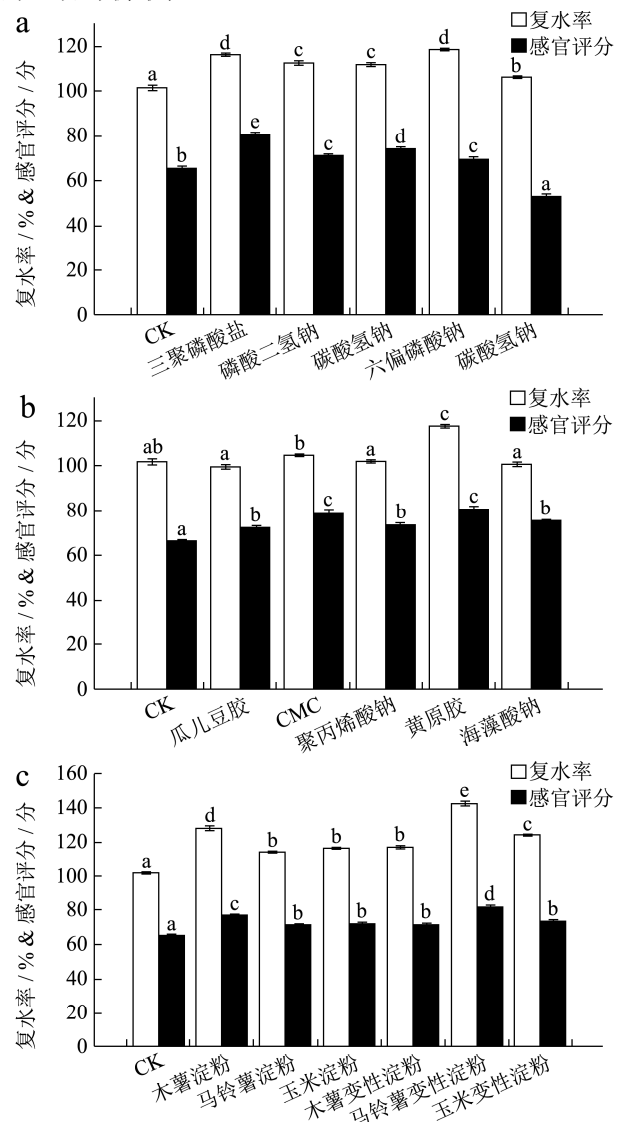 a
复水率
感官评分
复水率 / % & 感官评分 / 分
120
100
80
60
40
20
0
a
b
d
e
c
c
c
d
d
c
b
a
CK
三聚磷酸盐
磷酸二氢钠
碳酸氢钠
六偏磷酸钠
碳酸氢钠
b
复水率
感官评分
复水率 / % & 感官评分 / 分
120
100
80
60
40
20
0
ab
a
a
b
b
c
a
b
c
c
a
b
CK
瓜儿豆胶
CMC
聚丙烯酸钠
黄原胶
海藻酸钠
c
复水率
感官评分
复水率 / % & 感官评分 / 分
160
140
120
100
80
60
40
20
0
a
a
d
c
b
b
b
b
b
b
e
d
c
b
CK
木薯淀粉
马铃薯淀粉
玉米淀粉
木薯变性淀粉
马铃薯变性淀粉
玉米变性淀粉